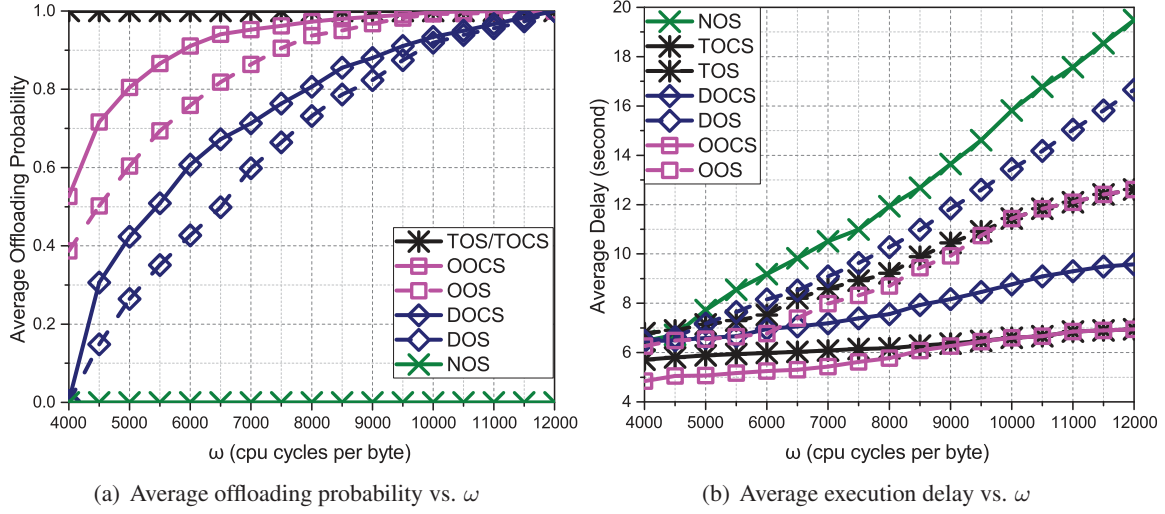 1.0
0.8
0.6
0.4
0.2
0.0
Average Offloading Probability
TOS/TOCS
OOCS
OOS
DOCS
DOS
NOS
4000 5000 6000 7000 8000 9000 10000 11000 12000
ω (cpu cycles per byte)
(a) Average offloading probability vs. ω
20
18
16
14
12
10
8
6
4
Average Delay (second)
NOS
TOCS
TOS
DOCS
DOS
OOCS
OOS
4000 5000 6000 7000 8000 9000 10000 11000 12000
ω (cpu cycles per byte)
(b) Average execution delay vs. ω